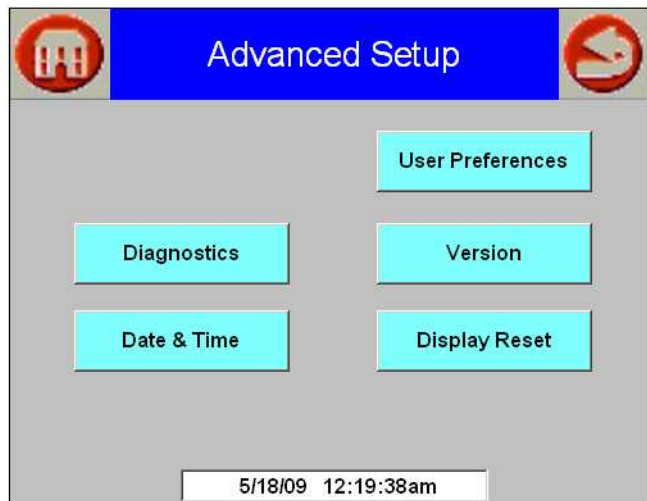 Advanced Setup
User Preferences
Diagnostics
Version
Date & Time
Display Reset
5/18/09 12:19:38am